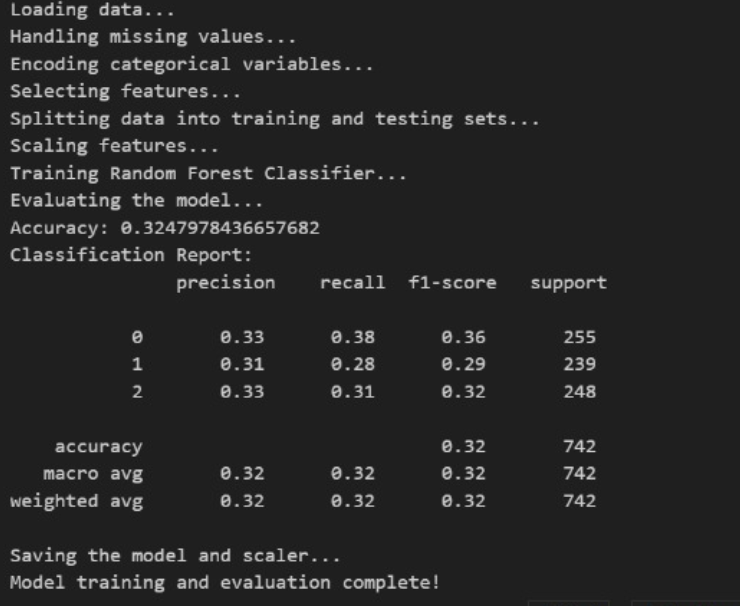 Loading data...
Handling missing values...
Encoding categorical variables...
Selecting features...
Splitting data into training and testing sets...
Scaling features...
Training Random Forest Classifier...
Evaluating the model...
Accuracy: 0.3247978436657682
Classification Report:
precision recall f1-score support
0 0.33 0.38 0.36 255
1 0.31 0.28 0.29 239
2 0.33 0.31 0.32 248
accuracy 0.32 742
macro avg 0.32 0.32 0.32 742
weighted avg 0.32 0.32 0.32 742
Saving the model and scaler...
Model training and evaluation complete!